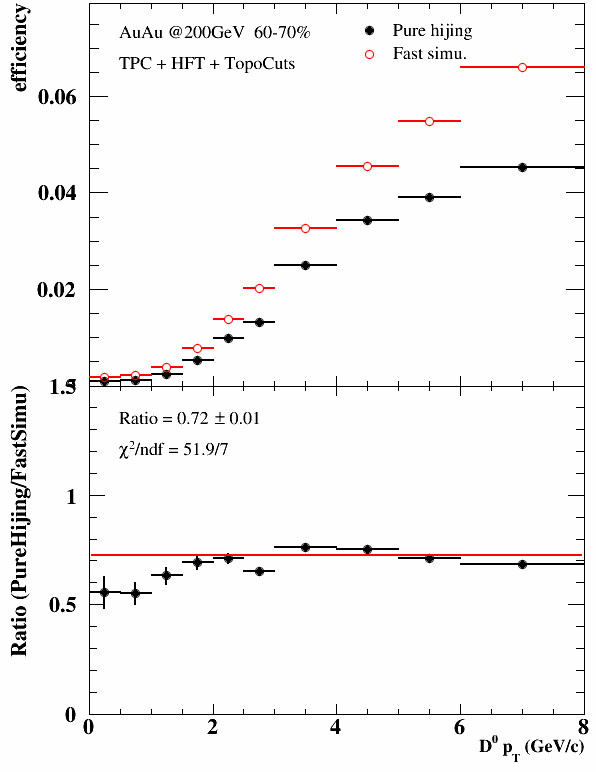 efficiency
AuAu @200GeV 60-70%
TPC + HFT + TopoCuts
Pure hijing
Fast simu.
0.06
0.04
0.02
Ratio (PureHijing/FastSimu)
1.5
1
0.5
0
Ratio = 0.72 ± 0.01
χ²/ndf = 51.9/7
0 2 4 6 8
D⁰ p_T (GeV/c)